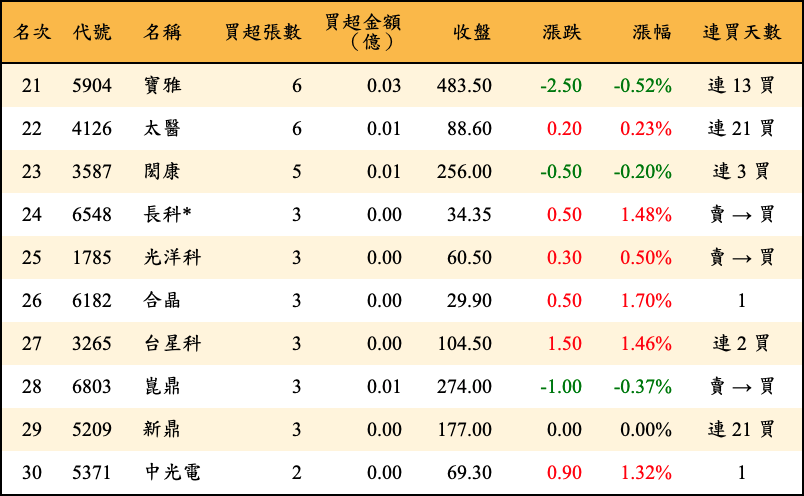 名次 代號 名稱 買超張數 買超金額（億） 收盤 漲跌 漲幅 連買天數
21 5904 寶雅 6 0.03 483.50 -2.50 -0.52% 連 13 買
22 4126 太醫 6 0.01 88.60 0.20 0.23% 連 21 買
23 3587 閎康 5 0.01 256.00 -0.50 -0.20% 連 3 買
24 6548 長科* 3 0.00 34.35 0.50 1.48% 賣 → 買
25 1785 光洋科 3 0.00 60.50 0.30 0.50% 賣 → 買
26 6182 合晶 3 0.00 29.90 0.50 1.70% 1
27 3265 台星科 3 0.00 104.50 1.50 1.46% 連 2 買
28 6803 崑鼎 3 0.01 274.00 -1.00 -0.37% 賣 → 買
29 5209 新鼎 3 0.00 177.00 0.00 0.00% 連 21 買
30 5371 中光電 2 0.00 69.30 0.90 1.32% 1